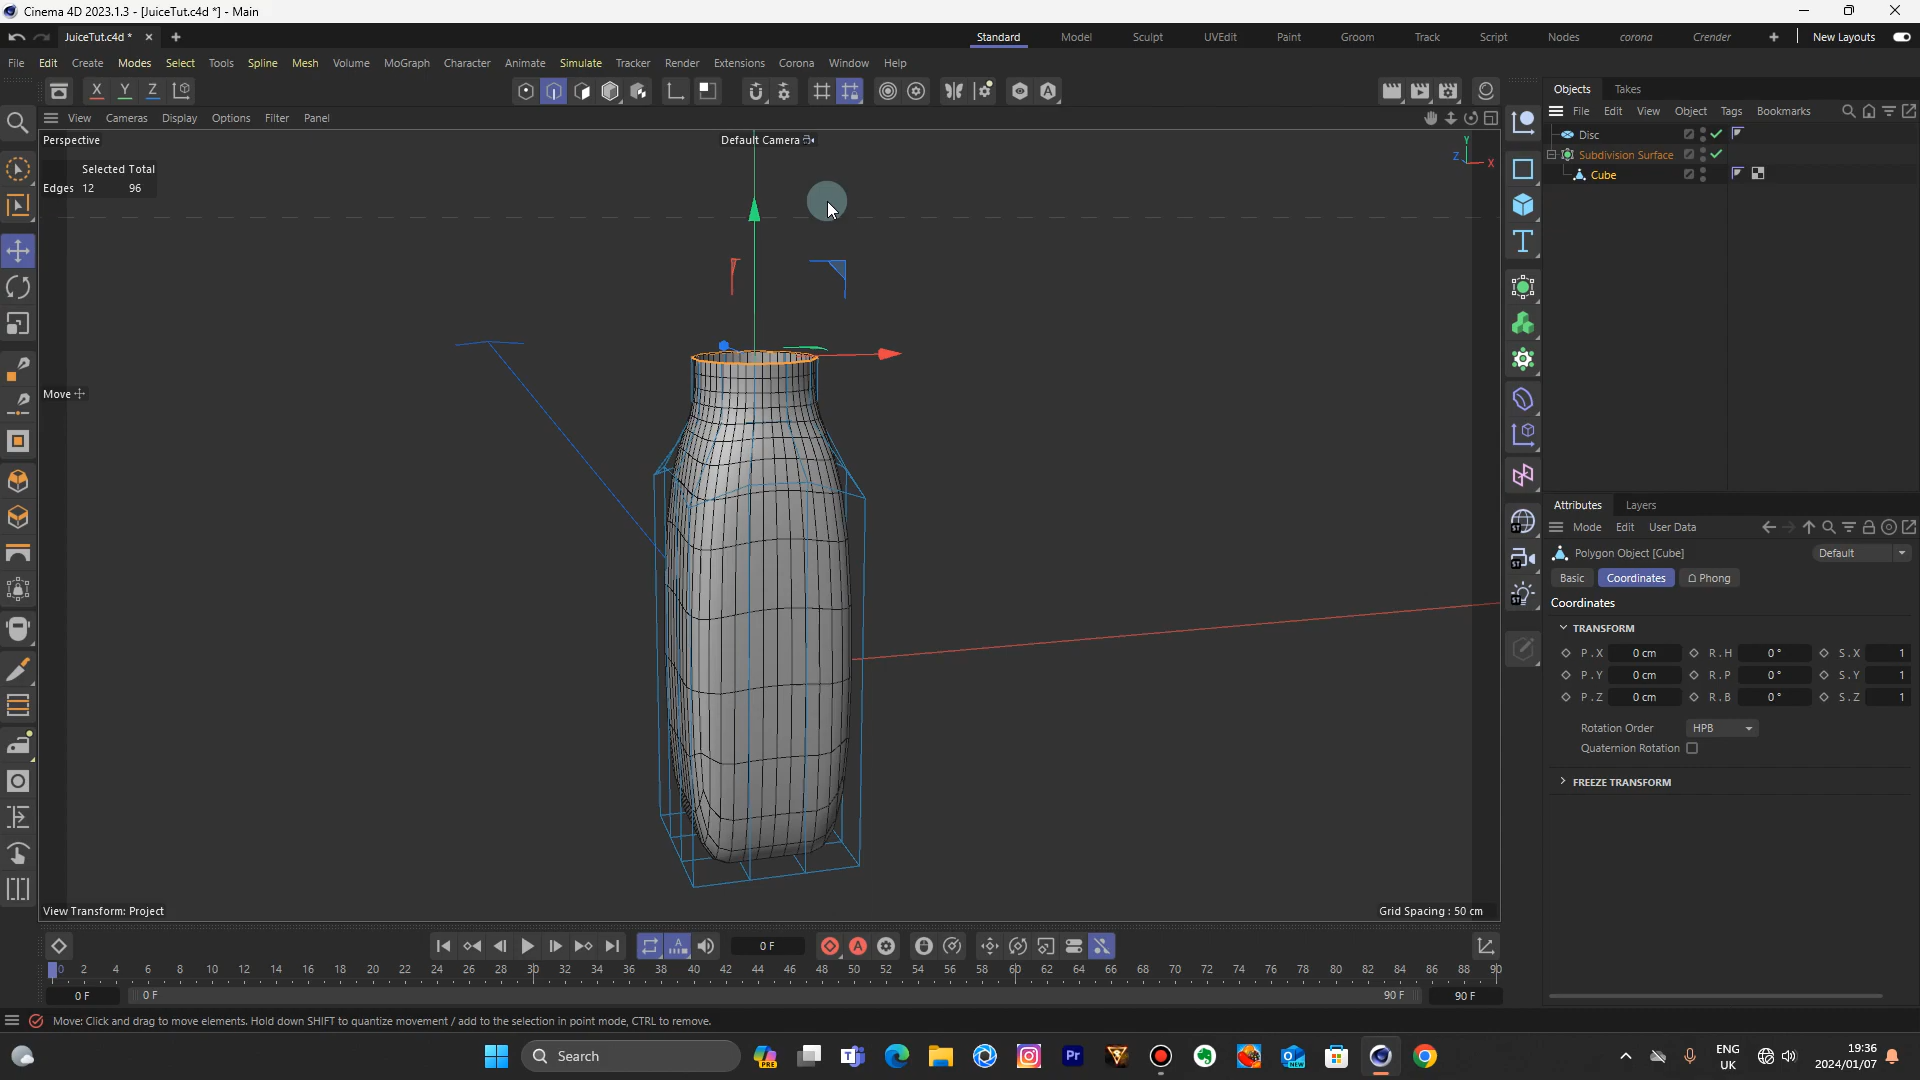 Cinema 4D 2023.1.3 - [JuiceTut.c4d *] - Main
JuiceTut.c4d *
Standard Model Sculpt UVEdit Paint Groom Track Script Nodes corona Crender New Layouts
File Edit Create Modes Select Tools Spline Mesh Volume MoGraph Character Animate Simulate Tracker Render Extensions Corona Window Help
X Y Z
Objects Takes
File Edit View Object Tags Bookmarks
View Cameras Display Options Filter Panel
Perspective
Default Camera
Selected Total
Edges 12 96
Y
Z
X
Disc
Subdivision Surface
Cube
Move
Attributes Layers
Mode Edit User Data
Polygon Object [Cube]
Default
Basic Coordinates Phong
Coordinates
TRANSFORM
P . X 0 cm R . H 0 ° S . X 1
P . Y 0 cm R . P 0 ° S . Y 1
P . Z 0 cm R . B 0 ° S . Z 1
Rotation Order HPB
Quaternion Rotation
FREEZE TRANSFORM
View Transform: Project
Grid Spacing : 50 cm
0 F
0 2 4 6 8 10 12 14 16 18 20 22 24 26 28 30 32 34 36 38 40 42 44 46 48 50 52 54 56 58 60 62 64 66 68 70 72 74 76 78 80 82 84 86 88 90
0 F 0 F 90 F 90 F
Move: Click and drag to move elements. Hold down SHIFT to quantize movement / add to the selection in point mode, CTRL to remove.
Search
ENG
UK
19:36
2024/01/07